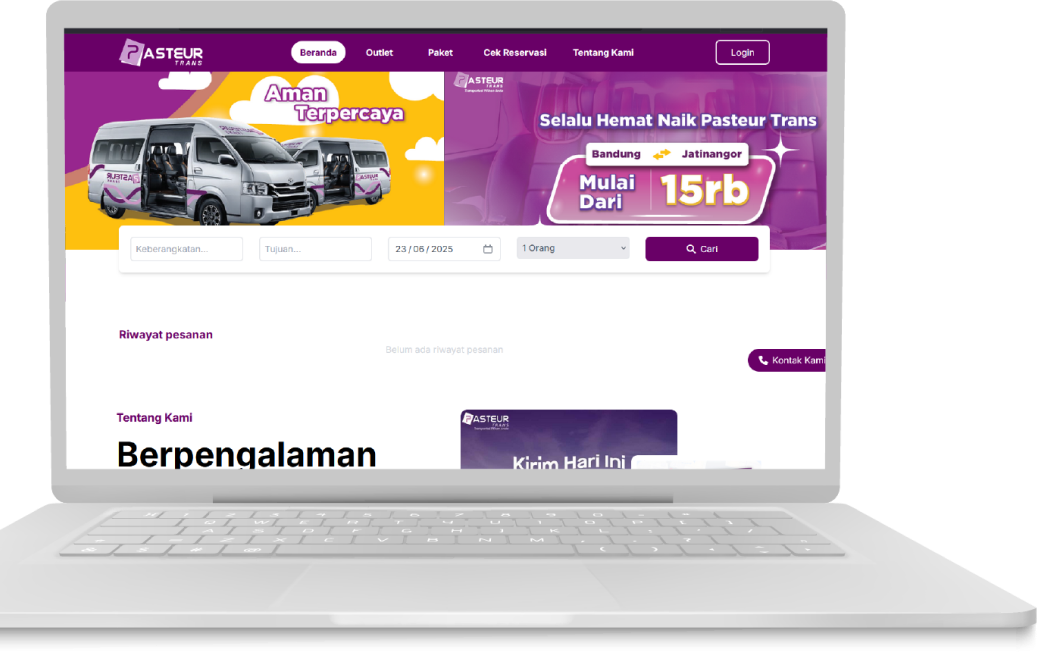 PASTEUR
TRANS
Beranda
Outlet
Paket
Cek Reservasi
Tentang Kami
Login
Aman
Terpercaya
PASTEUR
TRANS
Selalu Hemat Naik Pasteur Trans
Bandung
Jatinangor
Mulai
Dari
15rb
Keberangkatan...
Tujuan...
23/06/2025
1 Orang
Cari
Riwayat pesanan
Belum ada riwayat pesanan
Kontak Kami
Tentang Kami
Berpengalaman
PASTEUR
TRANS
Kirim Hari Ini